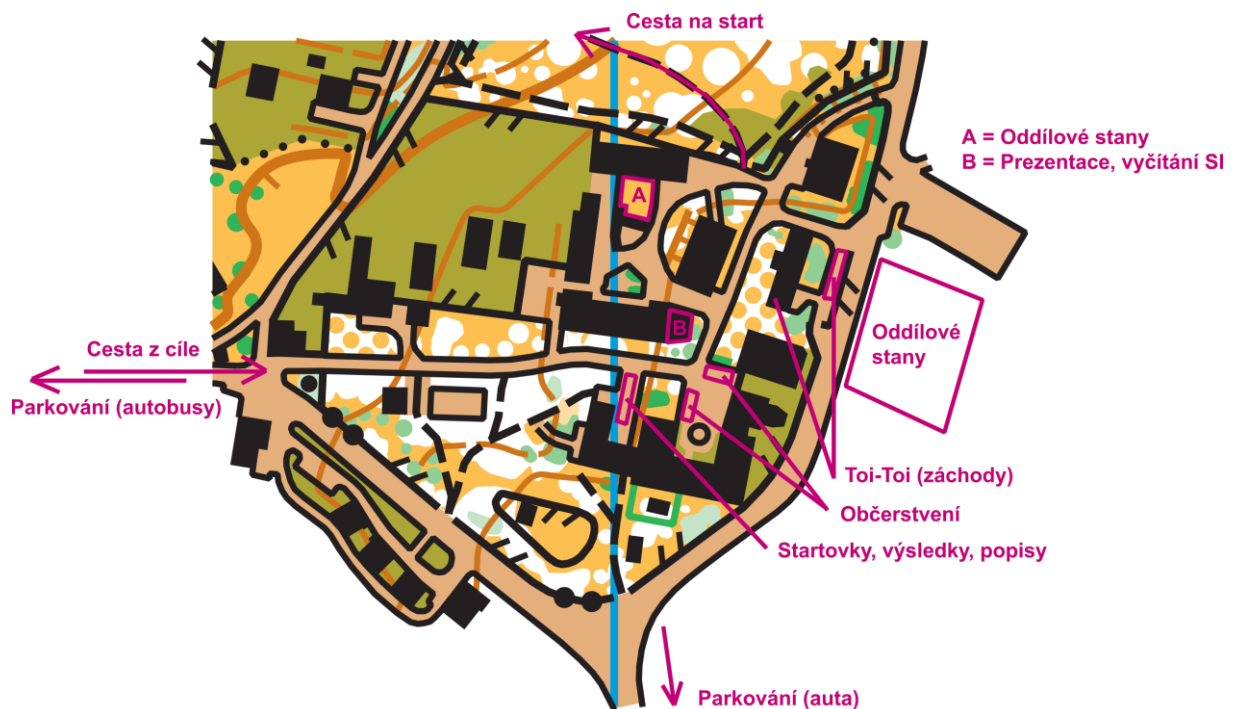 Cesta na start
A = Oddílové stany
B = Prezentace, vyčítání SI
A
B
Oddílové
stany
Cesta z cíle
Parkování (autobusy)
Toi-Toi (záchody)
Občerstvení
Startovky, výsledky, popisy
Parkování (auta)